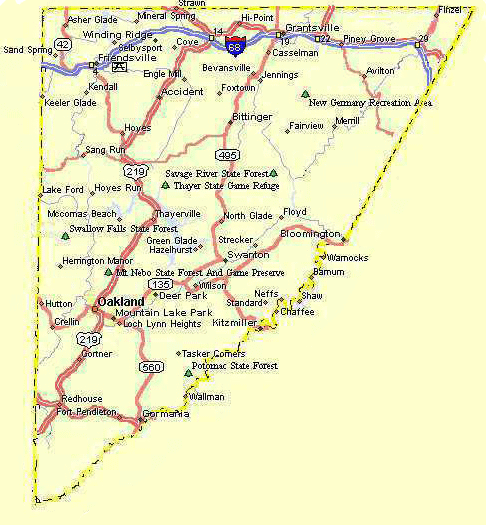 Strawn
Finzel
Asher Glade
Mineral Spring
Hi-Point
Grantsville
Winding Ridge
14
Sand Spring
42
Selbysport
Cove
68
19
22
Piney Grove
29
Friendsville
Casselman
4
Engle Mill
Bevansville
Jennings
Avilton
Kendall
Foxtown
Keeler Glade
Accident
New Germany Recreation Area
Bittinger
Hoyes
Fairview
Merrill
Sang Run
495
219
Savage River State Forest
Lake Ford
Hoyes Run
Thayer State Game Refuge
Mccomas Beach
Thayerville
North Glade
Floyd
Swallow Falls State Forest
Bloomington
Green Glade
Strecker
Hazelhurst
Swanton
Warnocks
Herrington Manor
Mt Nebo State Forest And Game Preserve
Barnum
135
Wilson
Hutton
Oakland
Deer Park
Neffs
Shaw
Standard
Mountain Lake Park
Chaffee
Crellin
Loch Lynn Heights
Kitzmiller
219
Gortner
Tasker Corners
560
Potomac State Forest
Redhouse
Wallman
Fort Pendleton
Gormania